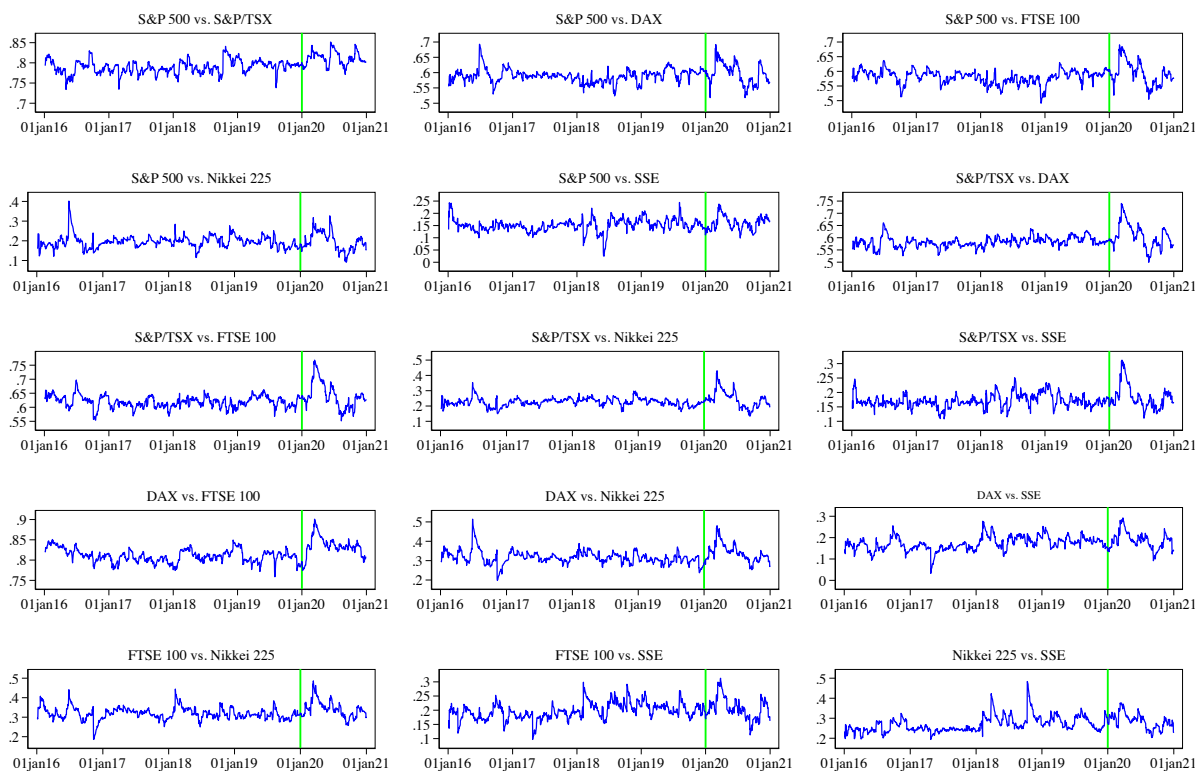 S&P 500 vs. S&P/TSX
.85
.8
.75
.7
01jan16 01jan17 01jan18 01jan19 01jan20 01jan21
S&P 500 vs. DAX
.7
.65
.6
.55
.5
01jan16 01jan17 01jan18 01jan19 01jan20 01jan21
S&P 500 vs. FTSE 100
.7
.65
.6
.55
.5
01jan16 01jan17 01jan18 01jan19 01jan20 01jan21
S&P 500 vs. Nikkei 225
.4
.3
.2
.1
01jan16 01jan17 01jan18 01jan19 01jan20 01jan21
S&P 500 vs. SSE
.25
.2
.15
.1
.05
0
01jan16 01jan17 01jan18 01jan19 01jan20 01jan21
S&P/TSX vs. DAX
.75
.7
.65
.6
.55
.5
01jan16 01jan17 01jan18 01jan19 01jan20 01jan21
S&P/TSX vs. FTSE 100
.75
.7
.65
.6
.55
01jan16 01jan17 01jan18 01jan19 01jan20 01jan21
S&P/TSX vs. Nikkei 225
.5
.4
.3
.2
.1
01jan16 01jan17 01jan18 01jan19 01jan20 01jan21
S&P/TSX vs. SSE
.3
.25
.2
.15
.1
01jan16 01jan17 01jan18 01jan19 01jan20 01jan21
DAX vs. FTSE 100
.9
.85
.8
.75
01jan16 01jan17 01jan18 01jan19 01jan20 01jan21
DAX vs. Nikkei 225
.5
.4
.3
.2
01jan16 01jan17 01jan18 01jan19 01jan20 01jan21
DAX vs. SSE
.3
.2
.1
0
01jan16 01jan17 01jan18 01jan19 01jan20 01jan21
FTSE 100 vs. Nikkei 225
.5
.4
.3
.2
01jan16 01jan17 01jan18 01jan19 01jan20 01jan21
FTSE 100 vs. SSE
.3
.25
.2
.15
.1
01jan16 01jan17 01jan18 01jan19 01jan20 01jan21
Nikkei 225 vs. SSE
.5
.4
.3
.2
01jan16 01jan17 01jan18 01jan19 01jan20 01jan21